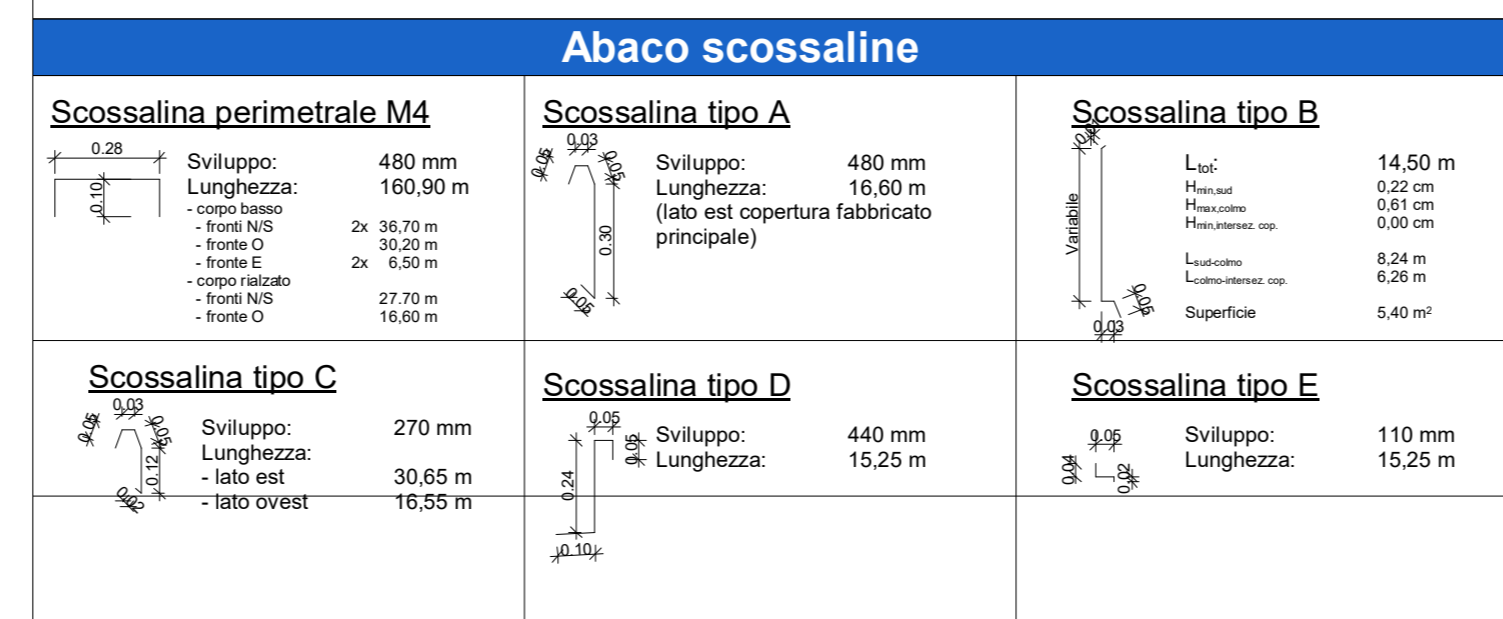 Abaco scossaline
Scossalina perimetrale M4
0.28
0.10
Sviluppo: 480 mm
Lunghezza: 160,90 m
- corpo basso
- fronti N/S 2x 36,70 m
- fronte O 30,20 m
- fronte E 2x 6,50 m
- corpo rialzato
- fronti N/S 27.70 m
- fronte O 16,60 m
Scossalina tipo A
0.03
0.05
0.05
0.30
0.05
Sviluppo: 480 mm
Lunghezza: 16,60 m
(lato est copertura fabbricato
principale)
Scossalina tipo B
Variabile
0.05
0.03
Ltot: 14,50 m
Hmin,sud 0,22 cm
Hmax,colmo 0,61 cm
Hmin,intersez. cop. 0,00 cm
Lsud-colmo 8,24 m
Lcolmo-intersez. cop. 6,26 m
Superficie 5,40 m²
Scossalina tipo C
0.03
0.05
0.05
0.12
0.02
Sviluppo: 270 mm
Lunghezza:
- lato est 30,65 m
- lato ovest 16,55 m
Scossalina tipo D
0.05
0.05
0.24
0.10
Sviluppo: 440 mm
Lunghezza: 15,25 m
Scossalina tipo E
0.05
0.04
0.02
Sviluppo: 110 mm
Lunghezza: 15,25 m